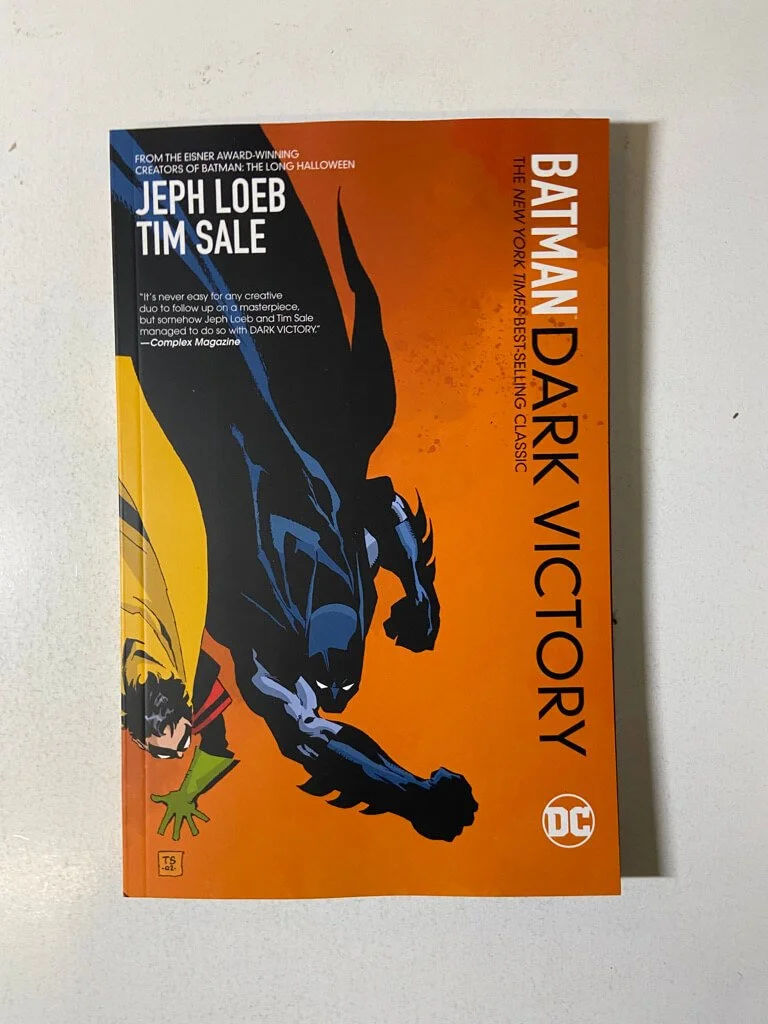 FROM THE EISNER AWARD-WINNING
CREATORS OF BATMAN: THE LONG HALLOWEEN
JEPH LOEB
TIM SALE
"It's never easy for any creative
duo to follow up on a masterpiece,
but somehow Jeph Loeb and Tim Sale
managed to do so with DARK VICTORY."
—Complex Magazine
BATMAN DARK VICTORY
THE NEW YORK TIMES BEST-SELLING CLASSIC
DC
TS
-02-